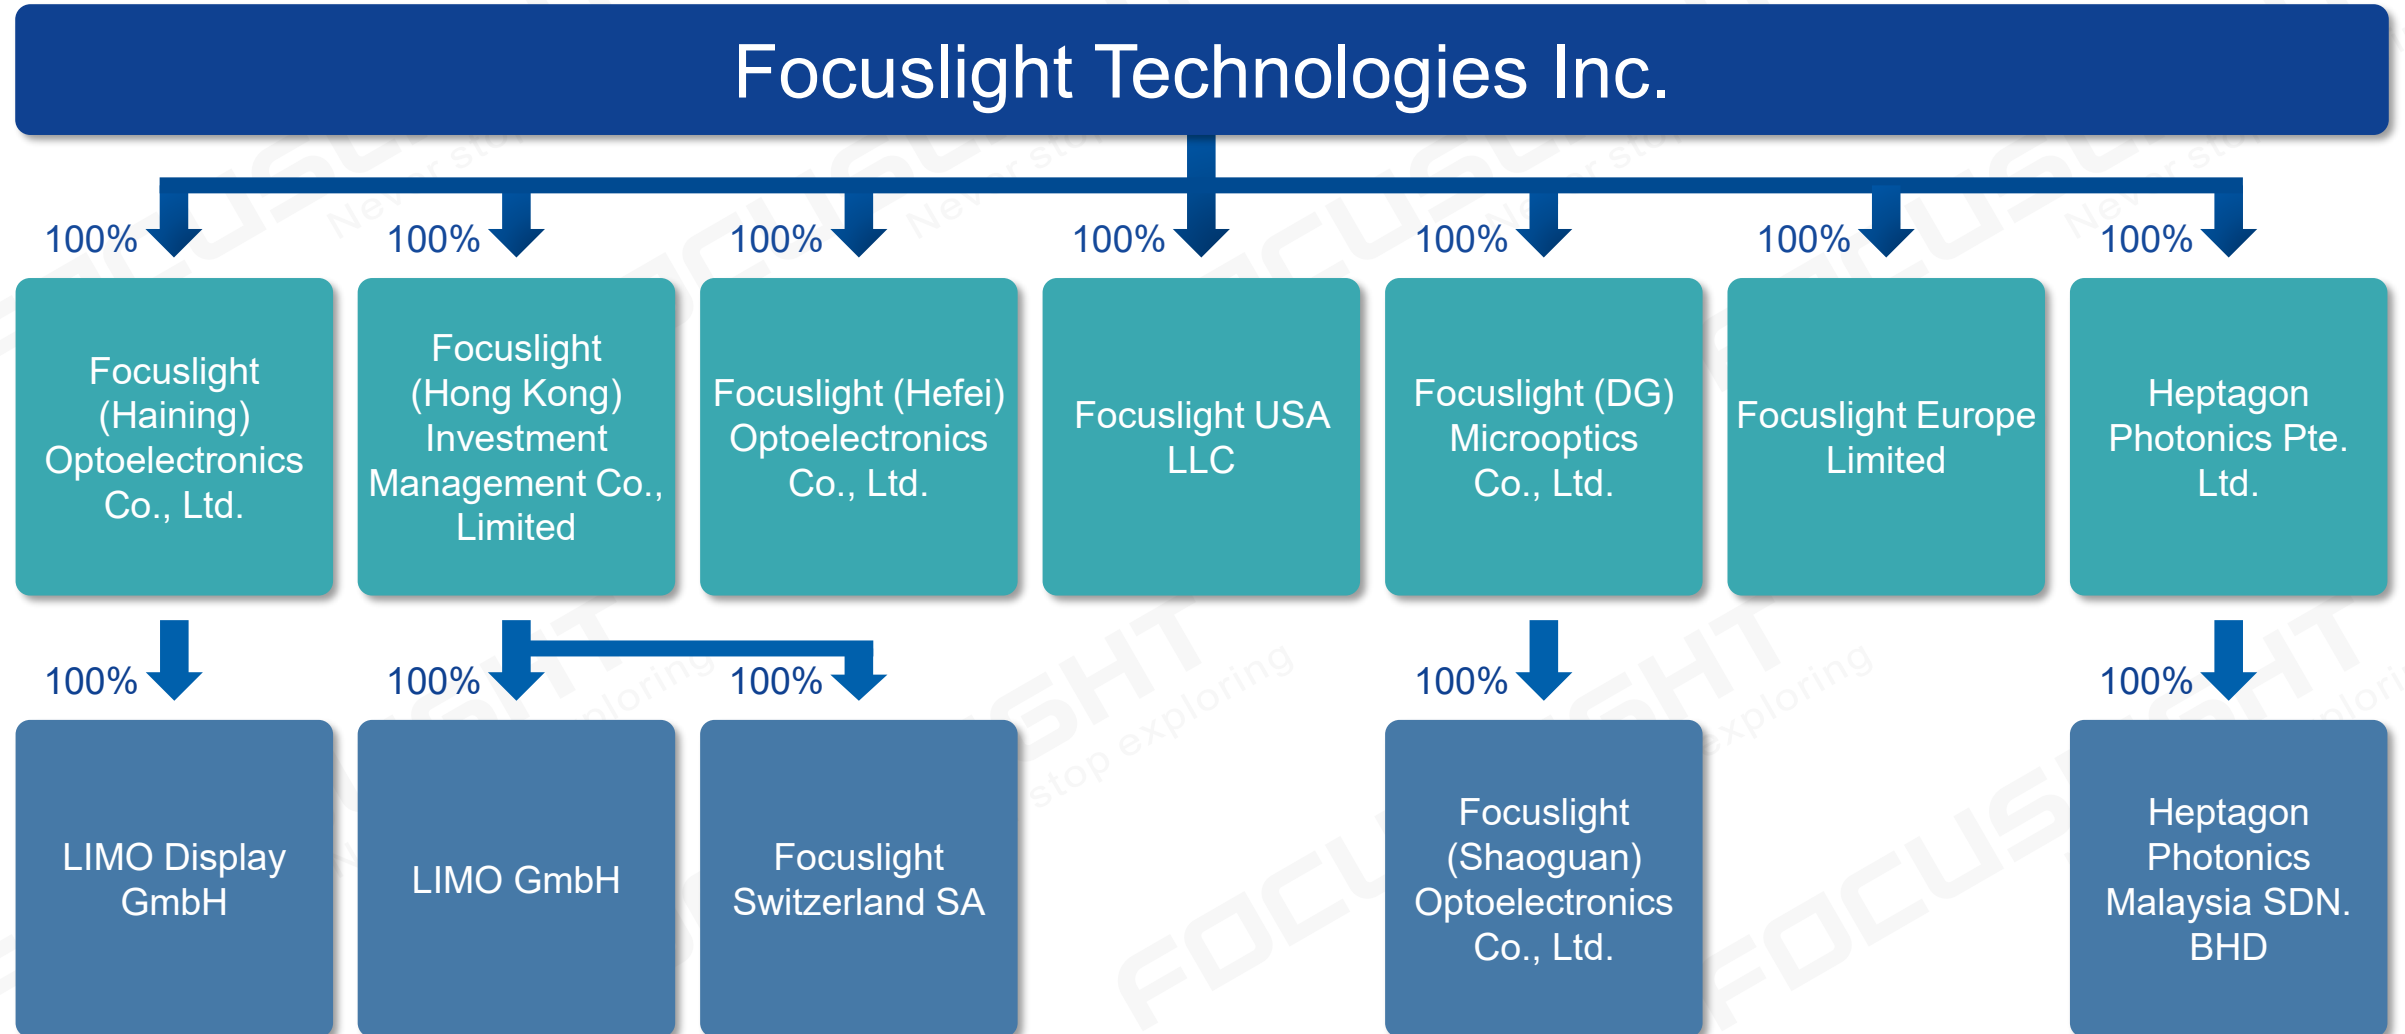 Focuslight Technologies Inc.
100%
100%
100%
100%
100%
100%
100%
Focuslight
(Haining)
Optoelectronics
Co., Ltd.
Focuslight
(Hong Kong)
Investment
Management Co.,
Limited
Focuslight (Hefei)
Optoelectronics
Co., Ltd.
Focuslight USA
LLC
Focuslight (DG)
Microoptics
Co., Ltd.
Focuslight Europe
Limited
Heptagon
Photonics Pte.
Ltd.
100%
100%
100%
100%
100%
LIMO Display
GmbH
LIMO GmbH
Focuslight
Switzerland SA
Focuslight
(Shaoguan)
Optoelectronics
Co., Ltd.
Heptagon
Photonics
Malaysia SDN.
BHD